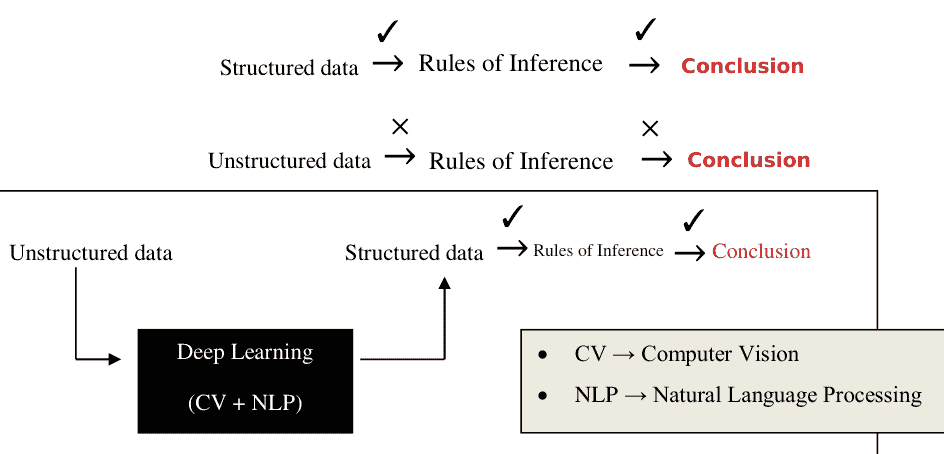 ✓ ✓
Structured data → Rules of Inference → Conclusion
× ×
Unstructured data → Rules of Inference → Conclusion
✓ ✓
Unstructured data
Structured data → Rules of Inference → Conclusion
Deep Learning
(CV + NLP)
• CV → Computer Vision
• NLP → Natural Language Processing